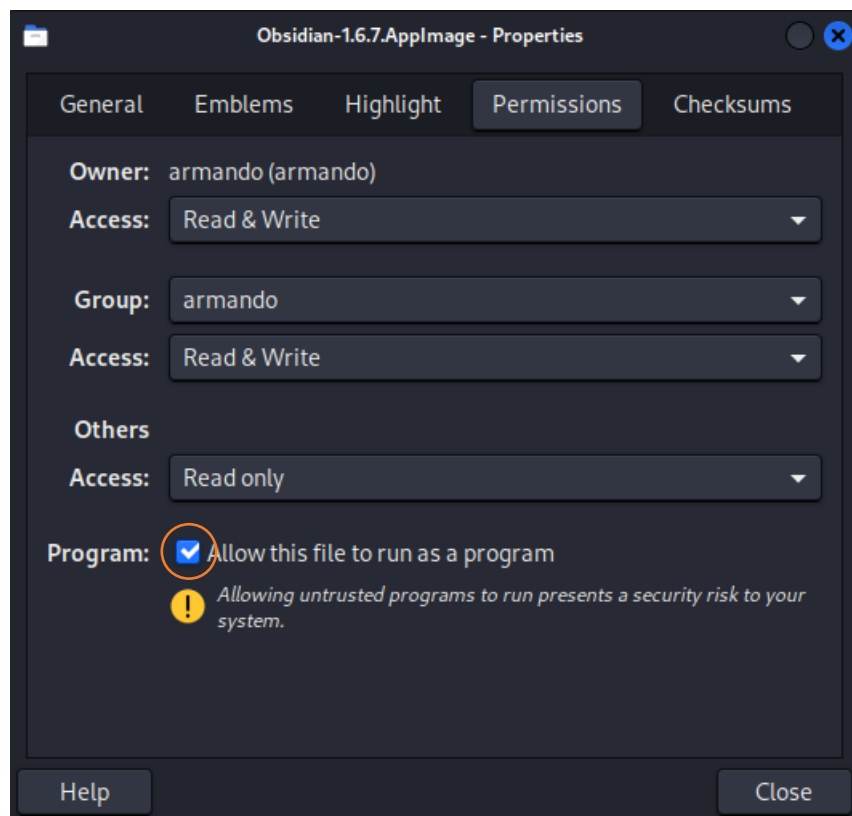 Obsidian-1.6.7.AppImage - Properties
General Emblems Highlight Permissions Checksums
Owner: armando (armando)
Access: Read & Write
Group: armando
Access: Read & Write
Others
Access: Read only
Program: Allow this file to run as a program
Allowing untrusted programs to run presents a security risk to your
system.
Help Close